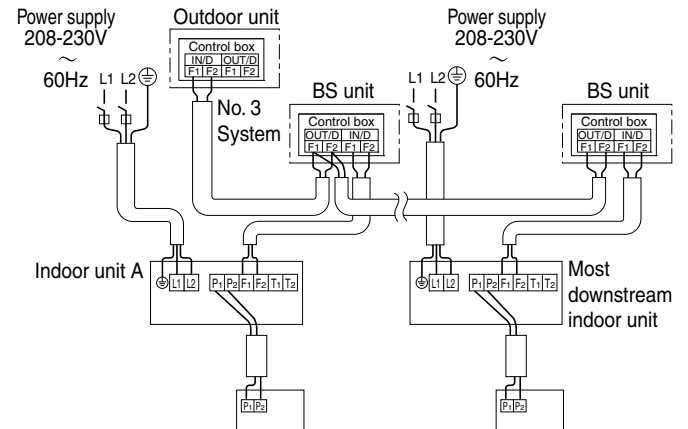 Power supply
208-230V
~
60Hz
L1 L2
Outdoor unit
Control box
IN/D OUT/D
F1 F2 F1 F2
No. 3
System
BS unit
Control box
OUT/D IN/D
F1 F2 F1 F2
Power supply
208-230V
~
60Hz
L1 L2
BS unit
Control box
OUT/D IN/D
F1 F2 F1 F2
Indoor unit A
L1 L2
P1 P2 F1 F2 T1 T2
L1 L2
P1 P2 F1 F2 T1 T2
Most
downstream
indoor unit
P1 P2
P1 P2